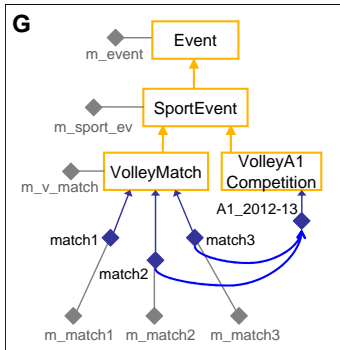 G
Event
m_event
SportEvent
m_sport_ev
VolleyMatch
VolleyA1
Competition
m_v_match
A1_2012-13
match1
match3
match2
m_match1
m_match2
m_match3